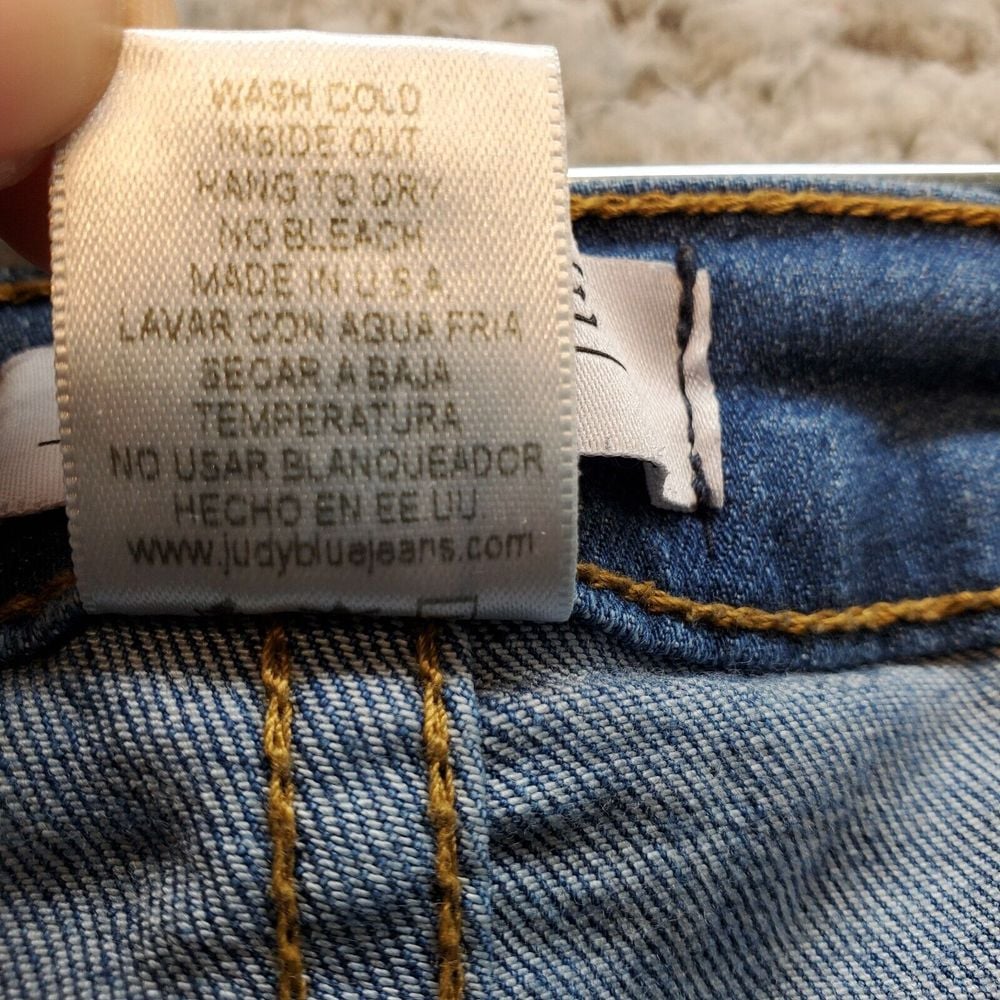 WASH COLD
INSIDE OUT
HANG TO DRY
NO BLEACH
MADE IN U.S.A
LAVAR CON AGUA FRIA
SECAR A BAJA
TEMPERATURA
NO USAR BLANQUEADOR
HECHO EN EE UU
www.judybluejeans.com